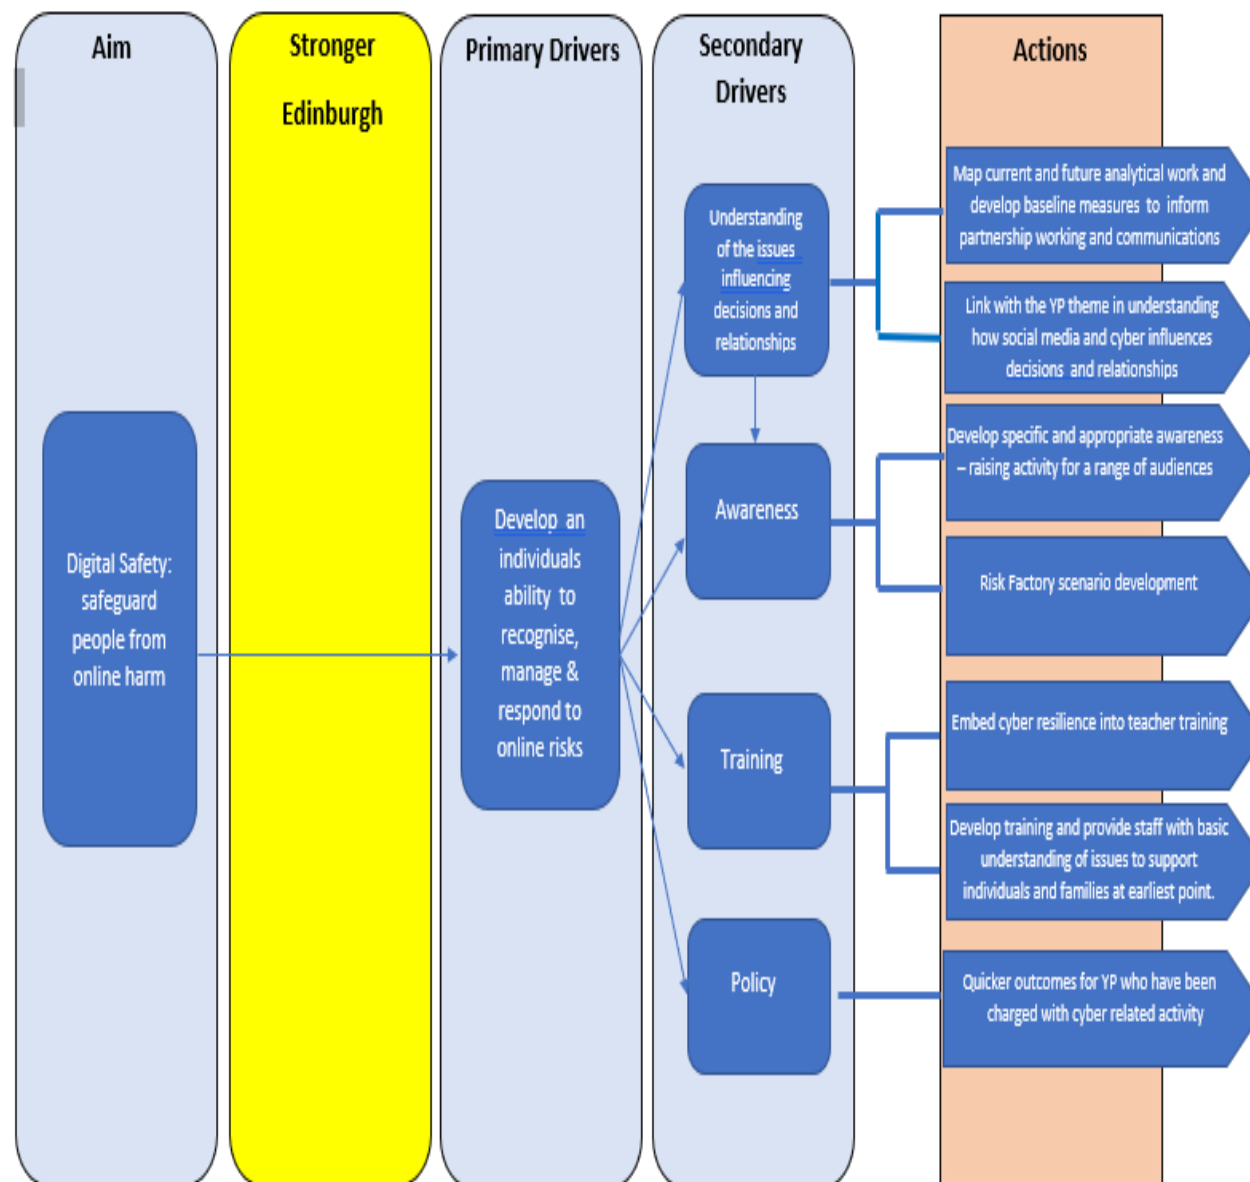 Aim
Stronger
Edinburgh
Primary Drivers
Secondary
Drivers
Actions
Digital Safety:
safeguard
people from
online harm
Develop an
individuals
ability to
recognise,
manage &
respond to
online risks
Understanding
of the issues
influencing
decisions and
relationships
Awareness
Training
Policy
Map current and future analytical work and
develop baseline measures to inform
partnership working and communications
Link with the YP theme in understanding
how social media and cyber influences
decisions and relationships
Develop specific and appropriate awareness
– raising activity for a range of audiences
Risk Factory scenario development
Embed cyber resilience into teacher training
Develop training and provide staff with basic
understanding of issues to support
individuals and families at earliest point.
Quicker outcomes for YP who have been
charged with cyber related activity